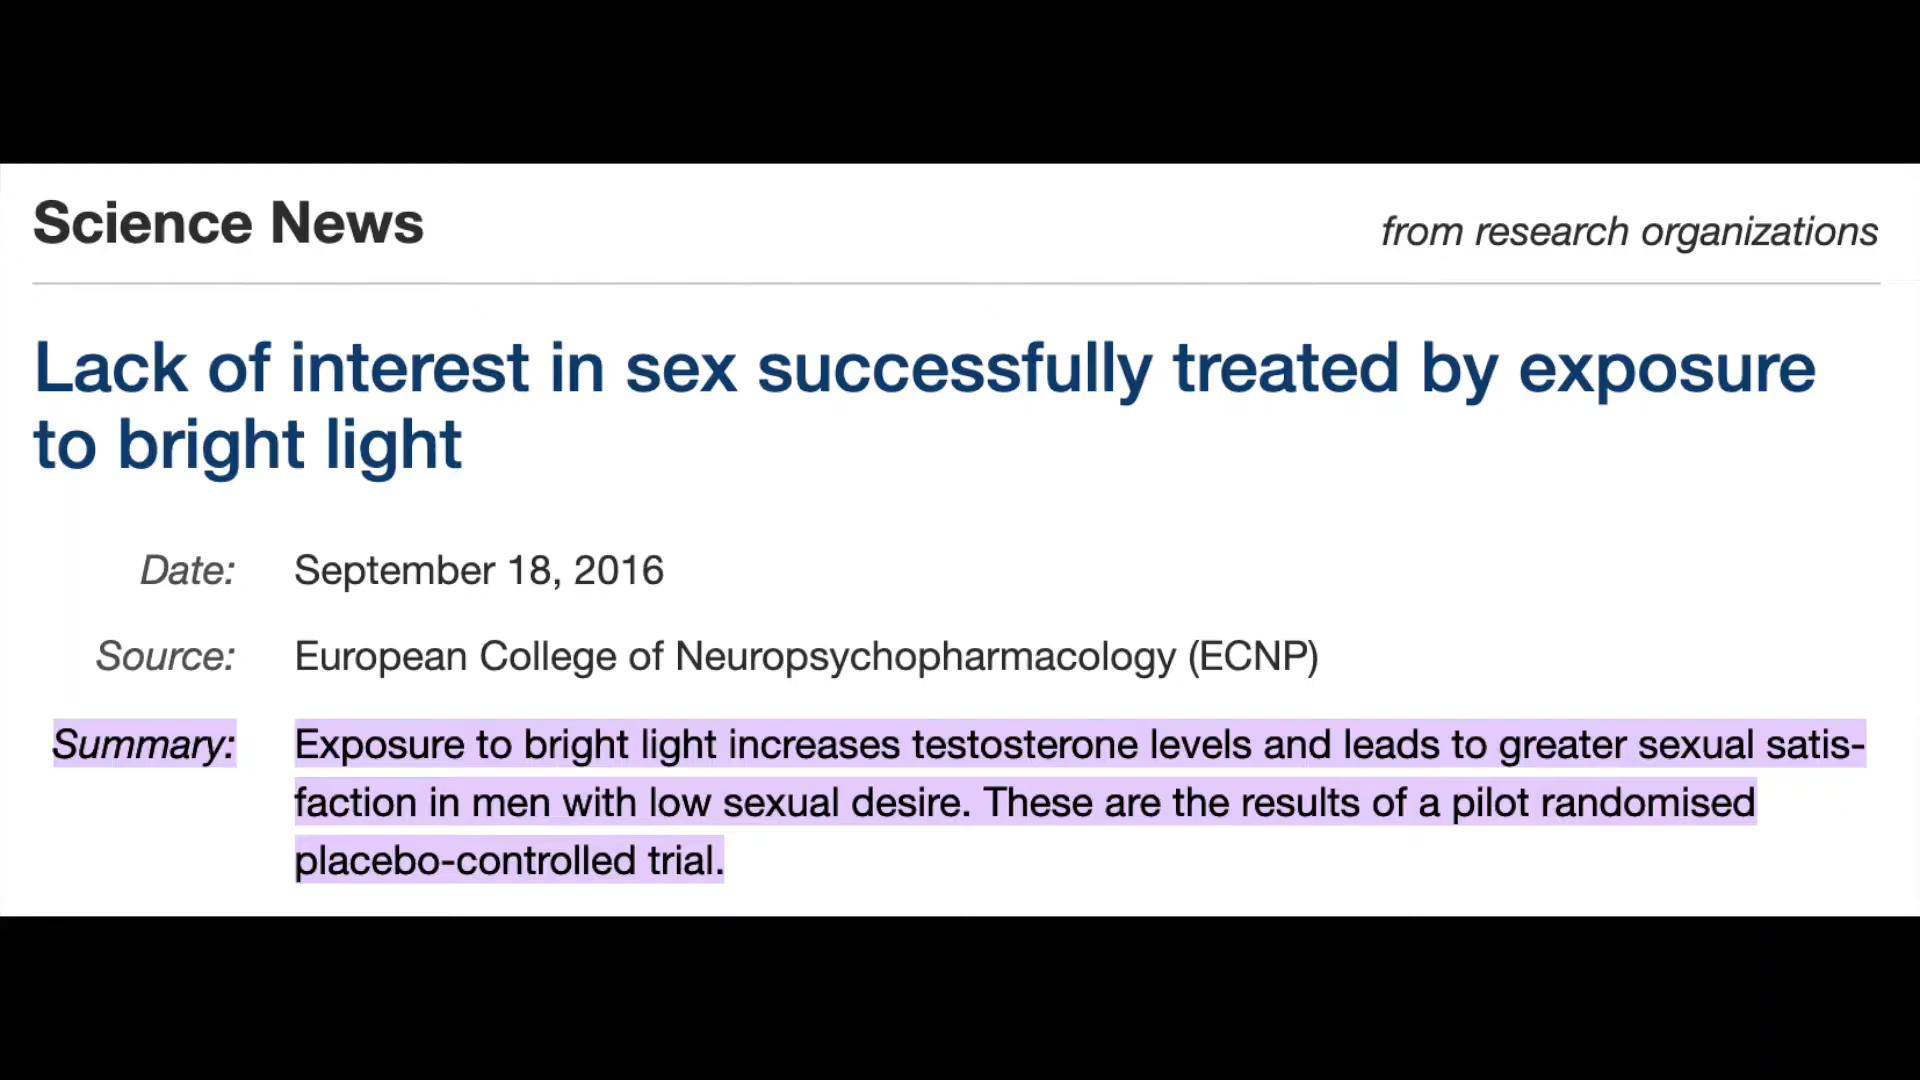 Science News
from research organizations
Lack of interest in sex successfully treated by exposure
to bright light
Date: September 18, 2016
Source: European College of Neuropsychopharmacology (ECNP)
Summary: Exposure to bright light increases testosterone levels and leads to greater sexual satis-
faction in men with low sexual desire. These are the results of a pilot randomised
placebo-controlled trial.